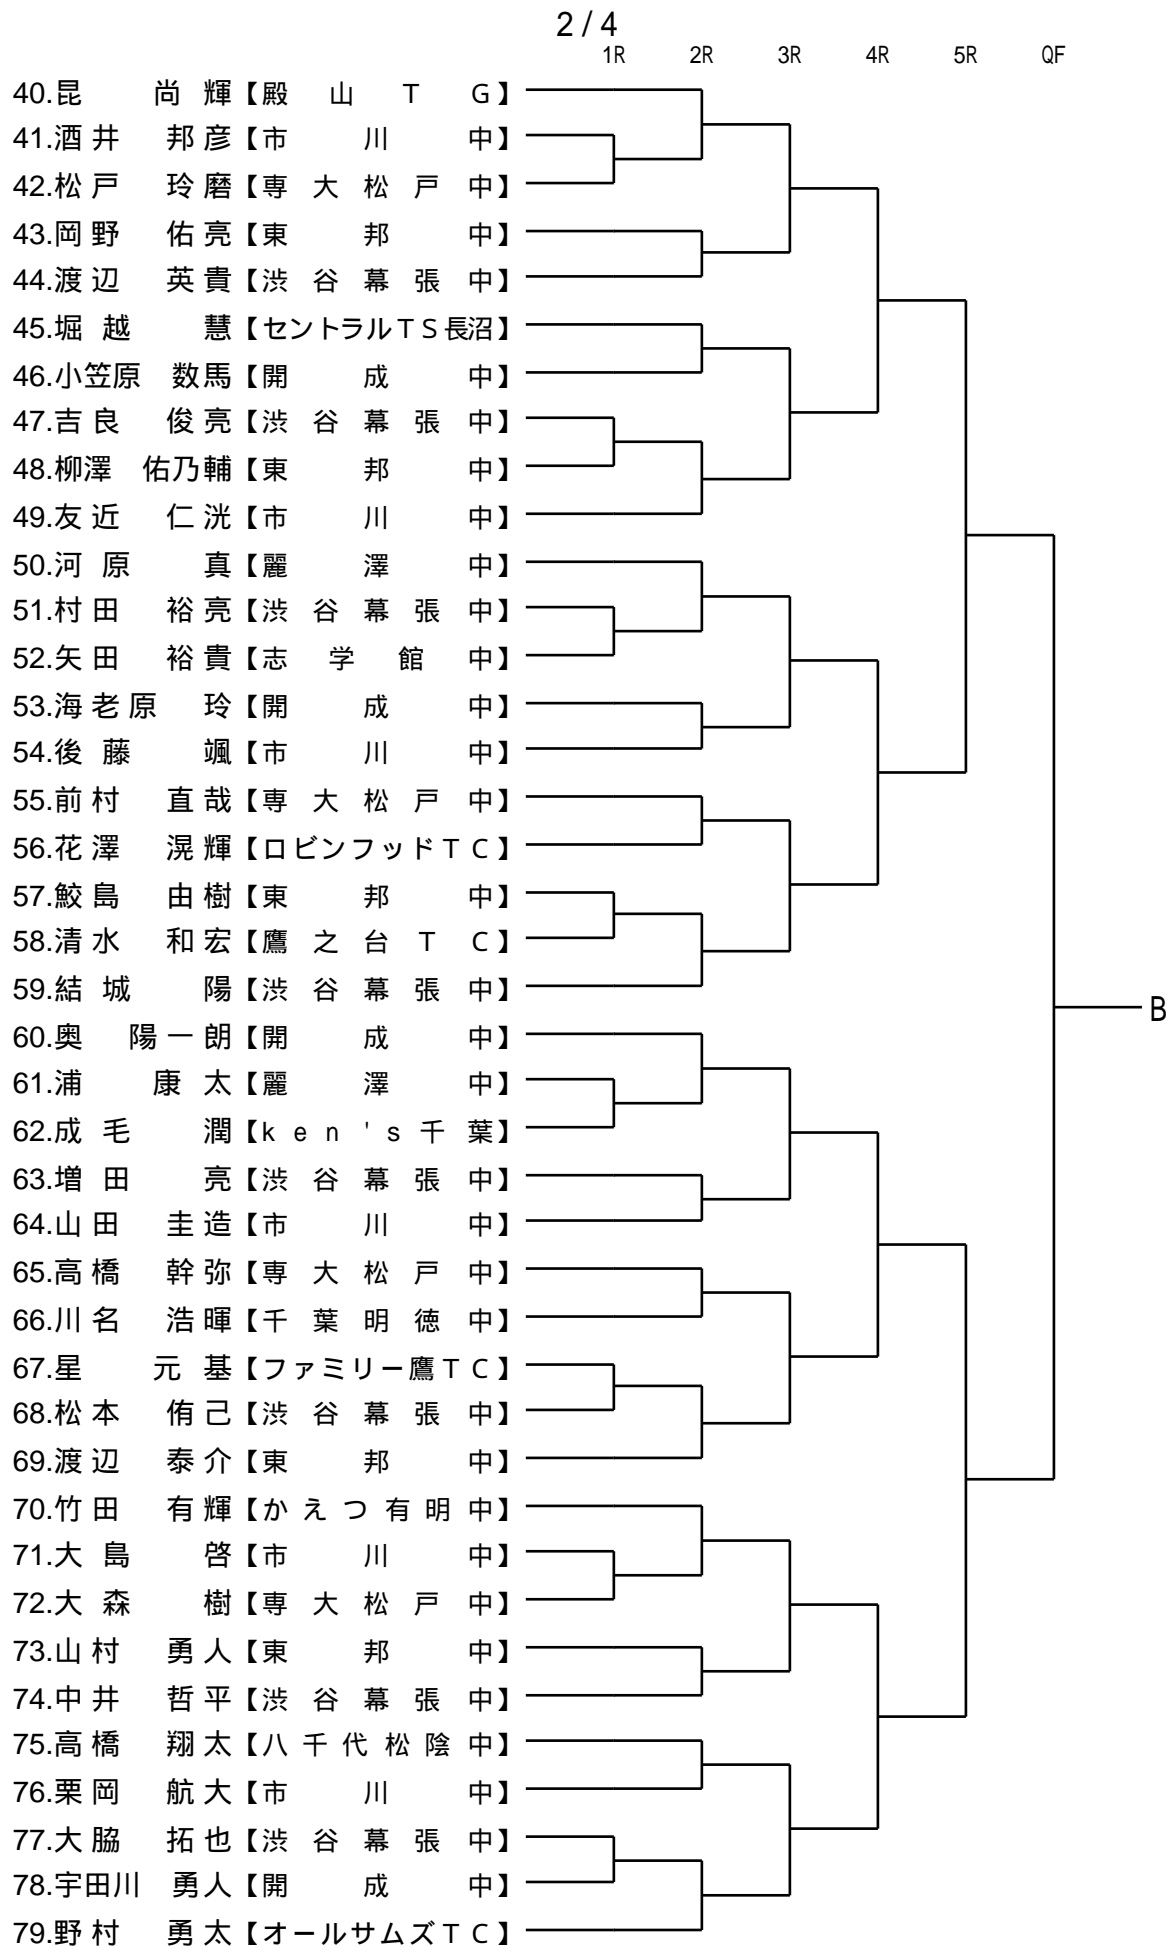 2 / 4
1R 2R 3R 4R 5R QF
40.昆 尚輝【殿山TG】
41.酒井 邦彦【市川中】
42.松戸 玲磨【専大松戸中】
43.岡野 佑亮【東邦中】
44.渡辺 英貴【渋谷幕張中】
45.堀越 慧【セントラルTS長沼】
46.小笠原 数馬【開成中】
47.吉良 俊亮【渋谷幕張中】
48.柳澤 佑乃輔【東邦中】
49.友近 仁洸【市川中】
50.河原 真【麗澤中】
51.村田 裕亮【渋谷幕張中】
52.矢田 裕貴【志学館中】
53.海老原 玲【開成中】
54.後藤 颯【市川中】
55.前村 直哉【専大松戸中】
56.花澤 滉輝【ロビンフッドTC】
57.鮫島 由樹【東邦中】
58.清水 和宏【鷹之台TC】
59.結城 陽【渋谷幕張中】
B
60.奥 陽一朗【開成中】
61.浦 康太【麗澤中】
62.成毛 潤【ken's千葉】
63.増田 亮【渋谷幕張中】
64.山田 圭造【市川中】
65.高橋 幹弥【専大松戸中】
66.川名 浩暉【千葉明徳中】
67.星 元基【ファミリー鷹TC】
68.松本 侑己【渋谷幕張中】
69.渡辺 泰介【東邦中】
70.竹田 有輝【かえつ有明中】
71.大島 啓【市川中】
72.大森 樹【専大松戸中】
73.山村 勇人【東邦中】
74.中井 哲平【渋谷幕張中】
75.高橋 翔太【八千代松陰中】
76.栗岡 航大【市川中】
77.大脇 拓也【渋谷幕張中】
78.宇田川 勇人【開成中】
79.野村 勇太【オールサムズTC】